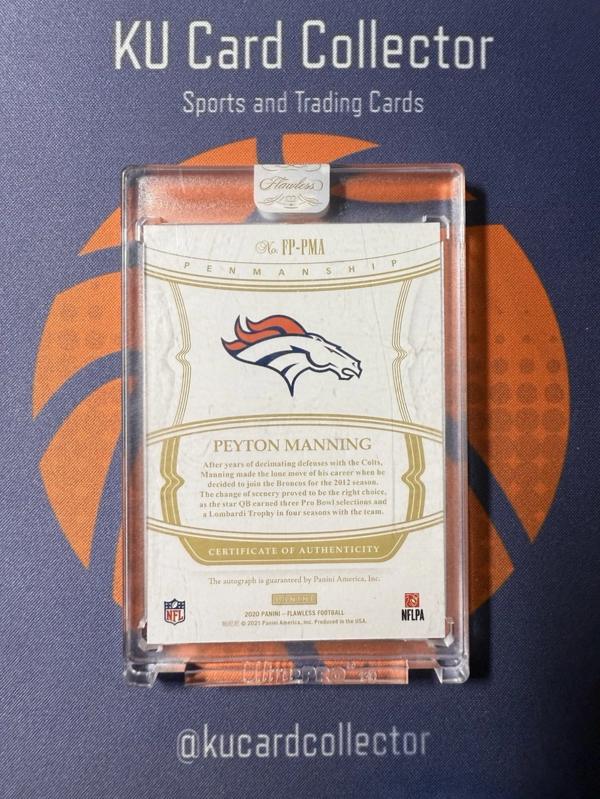 KU Card Collector
Sports and Trading Cards
Flawless
No. FP-PMA
PENMANSHIP
PEYTON MANNING
After years of decimating defenses with the Colts,
Manning made the lone move of his career when he
decided to join the Broncos for the 2012 season.
The change of scenery proved to be the right choice,
as the star QB earned three Pro Bowl selections and
a Lombardi Trophy in four seasons with the team.
CERTIFICATE OF AUTHENTICITY
The autograph is guaranteed by Panini America, Inc.
PANINI
NFL
NFLPA
2020 PANINI – FLAWLESS FOOTBALL
© 2021 Panini America, Inc. Produced in the USA.
Ultra PRO
@kucardcollector